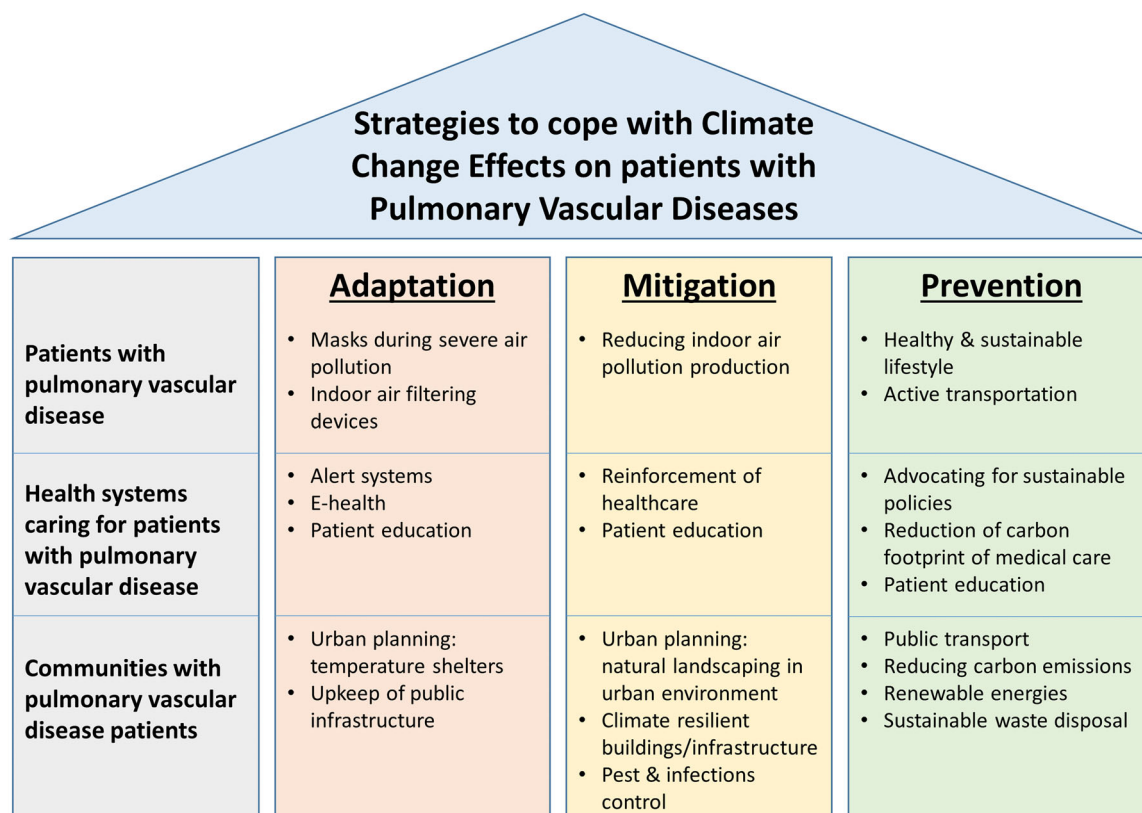 Strategies to cope with Climate
Change Effects on patients with
Pulmonary Vascular Diseases
Adaptation
Mitigation
Prevention
Patients with
pulmonary vascular
disease
• Masks during severe air
pollution
• Indoor air filtering
devices
• Reducing indoor air
pollution production
• Healthy & sustainable
lifestyle
• Active transportation
Health systems
caring for patients
with pulmonary
vascular disease
• Alert systems
• E-health
• Patient education
• Reinforcement of
healthcare
• Patient education
• Advocating for sustainable
policies
• Reduction of carbon
footprint of medical care
• Patient education
Communities with
pulmonary vascular
disease patients
• Urban planning:
temperature shelters
• Upkeep of public
infrastructure
• Urban planning:
natural landscaping in
urban environment
• Climate resilient
buildings/infrastructure
• Pest & infections
control
• Public transport
• Reducing carbon emissions
• Renewable energies
• Sustainable waste disposal